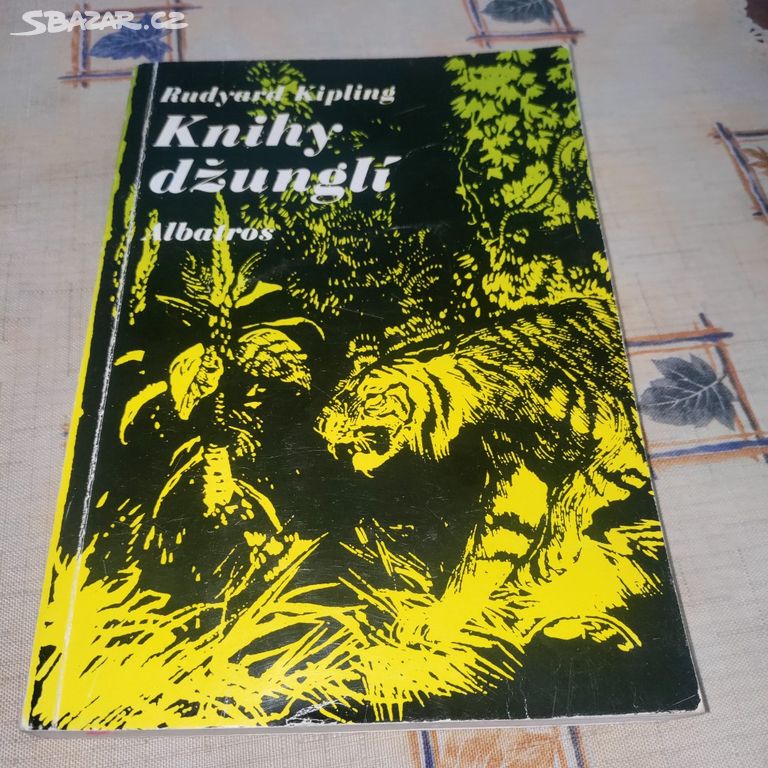 SBAZAR.CZ
Rudyard Kipling
Knihy
džunglí
Albatros